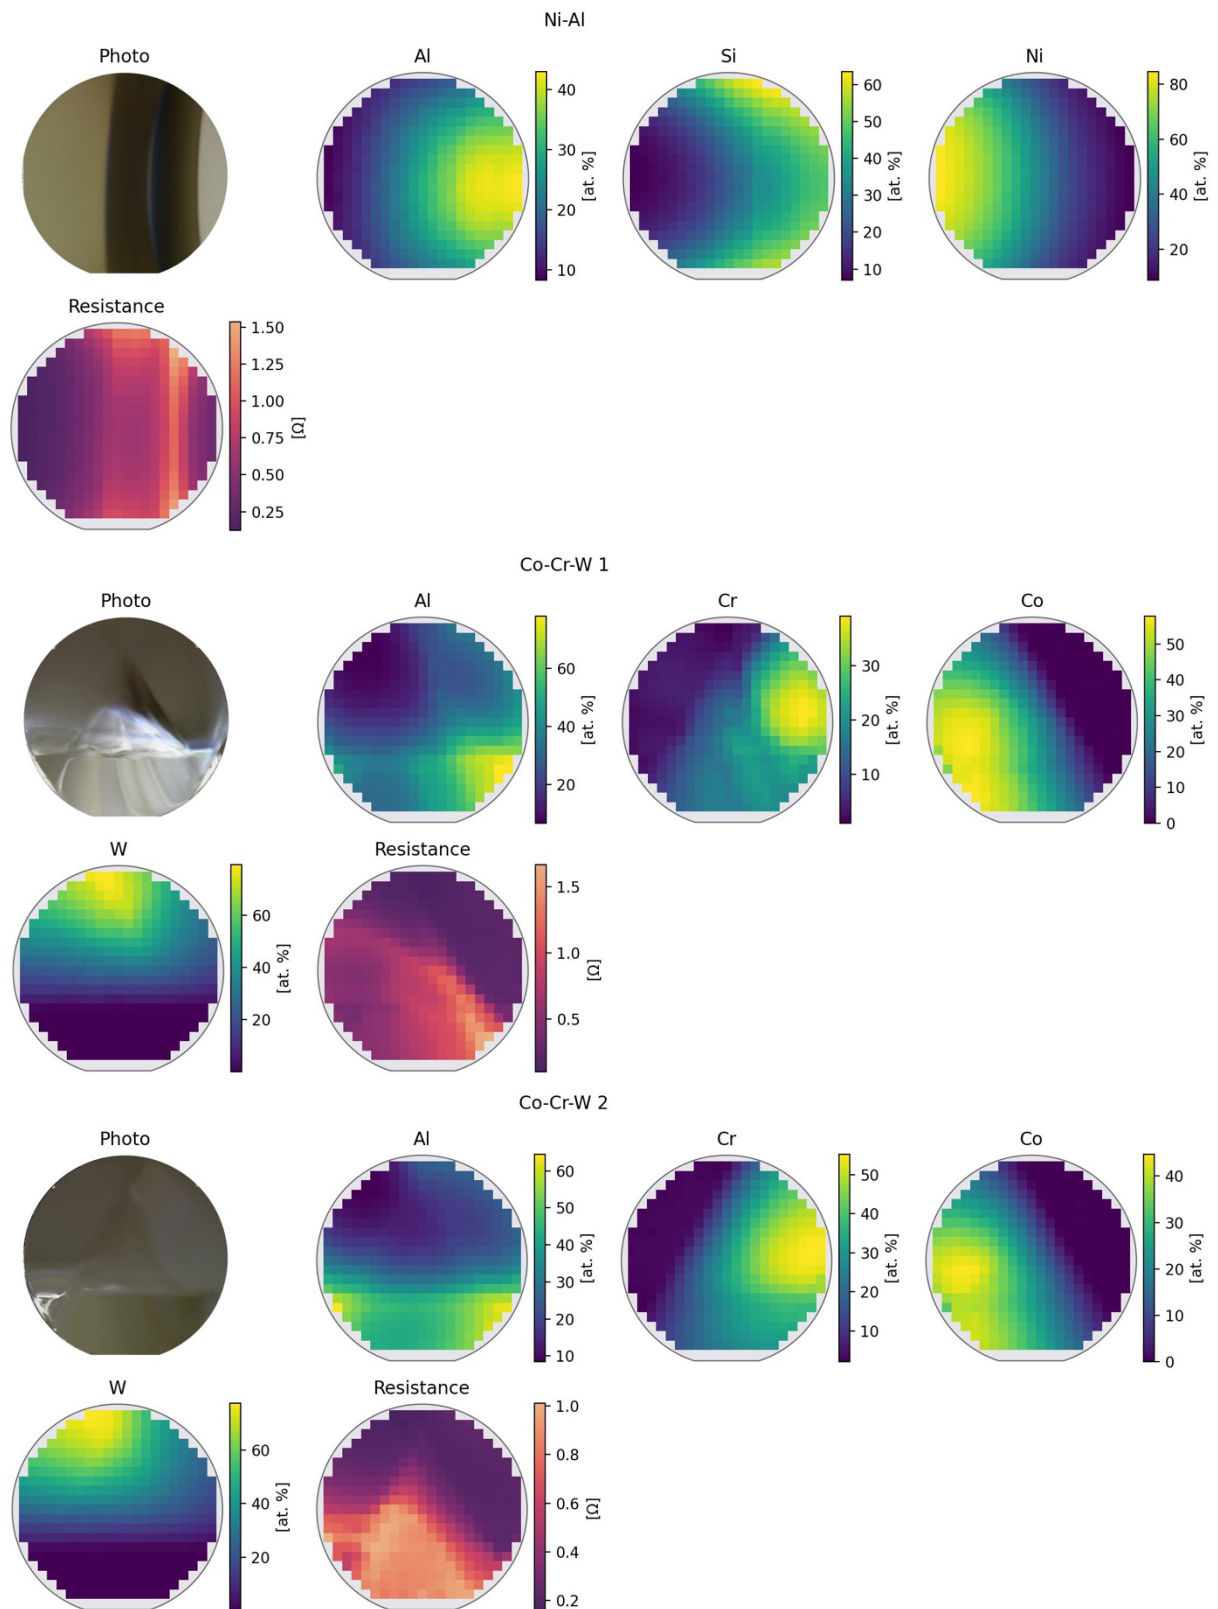 Ni-Al
Photo
Al
40
30
20
10
[at. %]
Si
60
50
40
30
20
10
[at. %]
Ni
80
60
40
20
[at. %]
Resistance
1.50
1.25
1.00
0.75
0.50
0.25
[Ω]
Co-Cr-W 1
Photo
Al
60
40
20
[at. %]
Cr
30
20
10
[at. %]
Co
50
40
30
20
10
0
[at. %]
W
60
40
20
[at. %]
Resistance
1.5
1.0
0.5
[Ω]
Co-Cr-W 2
Photo
Al
60
50
40
30
20
10
[at. %]
Cr
50
40
30
20
10
[at. %]
Co
40
30
20
10
0
[at. %]
W
60
40
20
[at. %]
Resistance
1.0
0.8
0.6
0.4
0.2
[Ω]